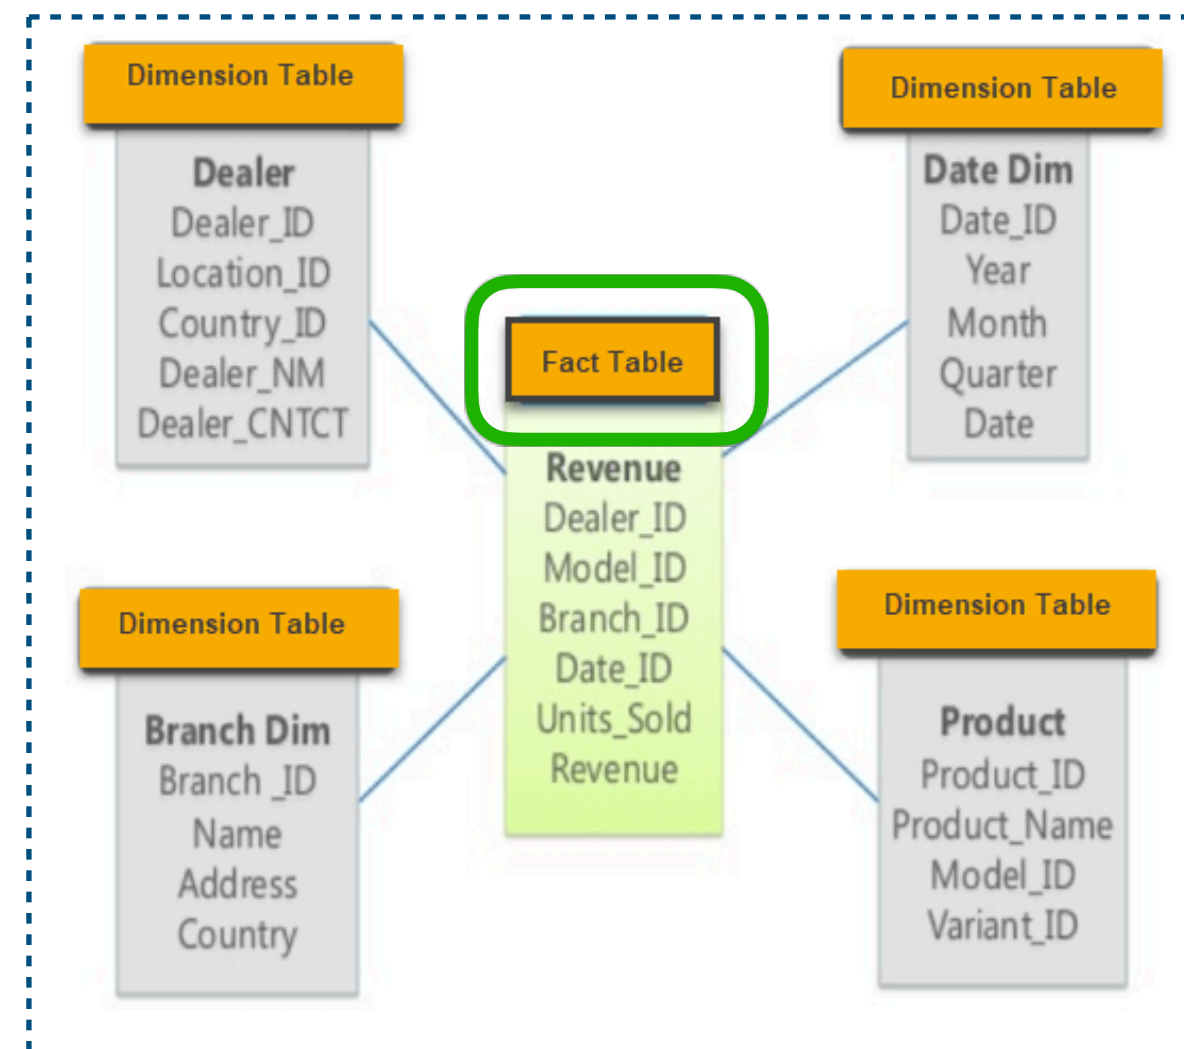 Dimension Table
Dealer
Dealer_ID
Location_ID
Country_ID
Dealer_NM
Dealer_CNTCT
Dimension Table
Date Dim
Date_ID
Year
Month
Quarter
Date
Fact Table
Revenue
Dealer_ID
Model_ID
Branch_ID
Date_ID
Units_Sold
Revenue
Dimension Table
Branch Dim
Branch _ID
Name
Address
Country
Dimension Table
Product
Product_ID
Product_Name
Model_ID
Variant_ID